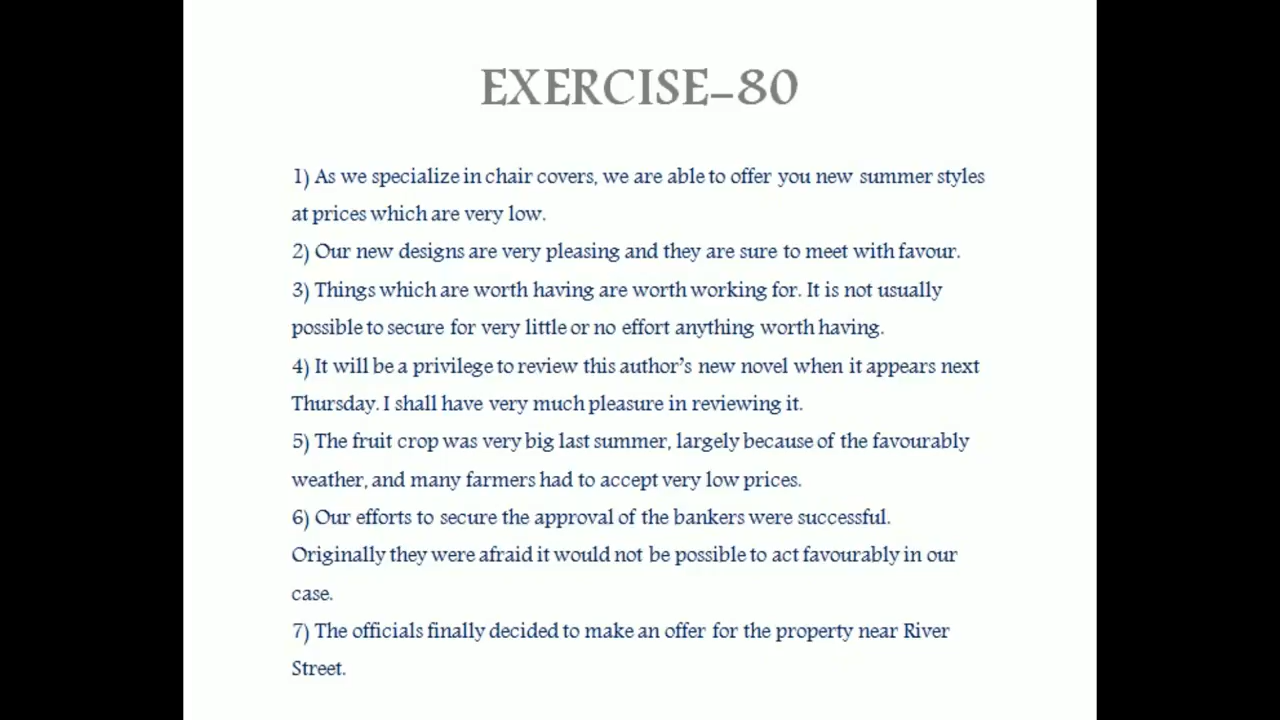 EXERCISE-80
1) As we specialize in chair covers, we are able to offer you new summer styles
at prices which are very low.
2) Our new designs are very pleasing and they are sure to meet with favour.
3) Things which are worth having are worth working for. It is not usually
possible to secure for very little or no effort anything worth having.
4) It will be a privilege to review this author’s new novel when it appears next
Thursday. I shall have very much pleasure in reviewing it.
5) The fruit crop was very big last summer, largely because of the favourably
weather, and many farmers had to accept very low prices.
6) Our efforts to secure the approval of the bankers were successful.
Originally they were afraid it would not be possible to act favourably in our
case.
7) The officials finally decided to make an offer for the property near River
Street.